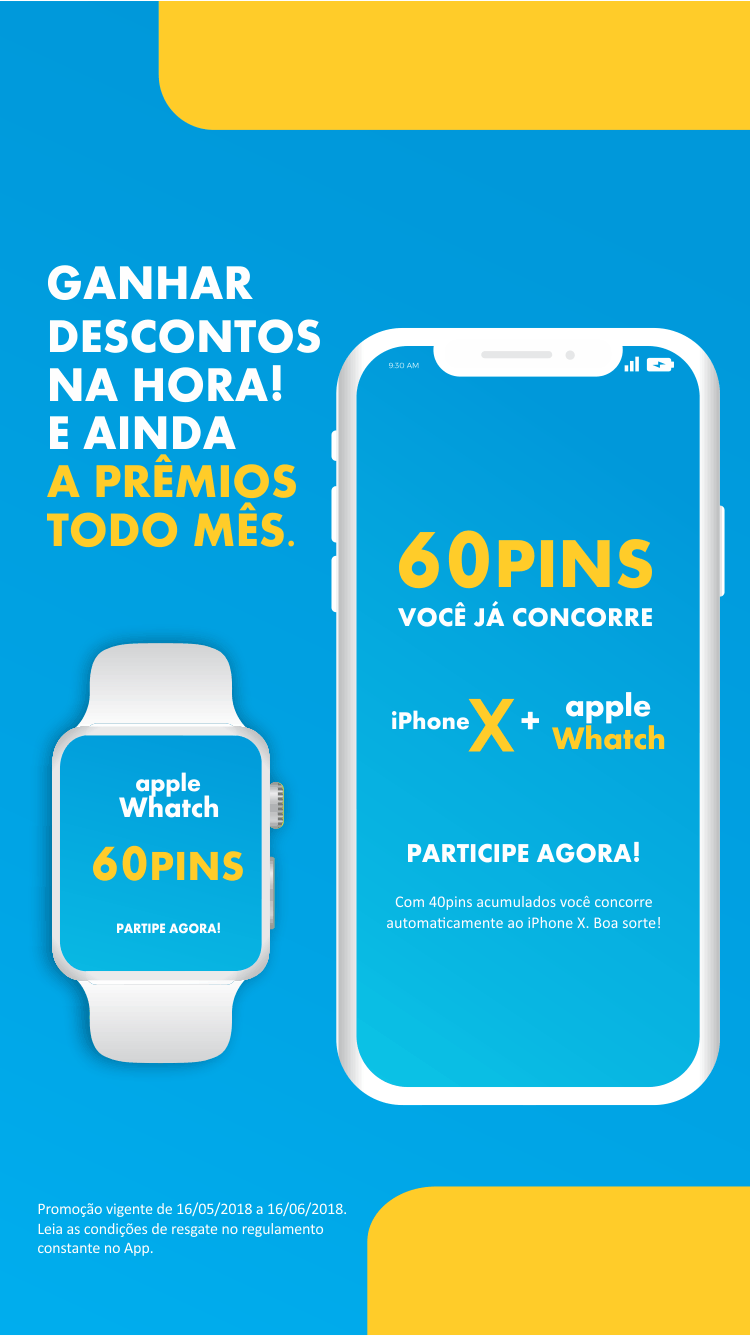 GANHAR
DESCONTOS
NA HORA!
E AINDA
A PRÊMIOS
TODO MÊS.
9:30 AM
60PINS
VOCÊ JÁ CONCORRE
iPhone X + apple
Whatch
PARTICIPE AGORA!
Com 40pins acumulados você concorre
automaticamente ao iPhone X. Boa sorte!
apple
Whatch
60PINS
PARTIPE AGORA!
Promoção vigente de 16/05/2018 a 16/06/2018.
Leia as condições de resgate no regulamento
constante no App.